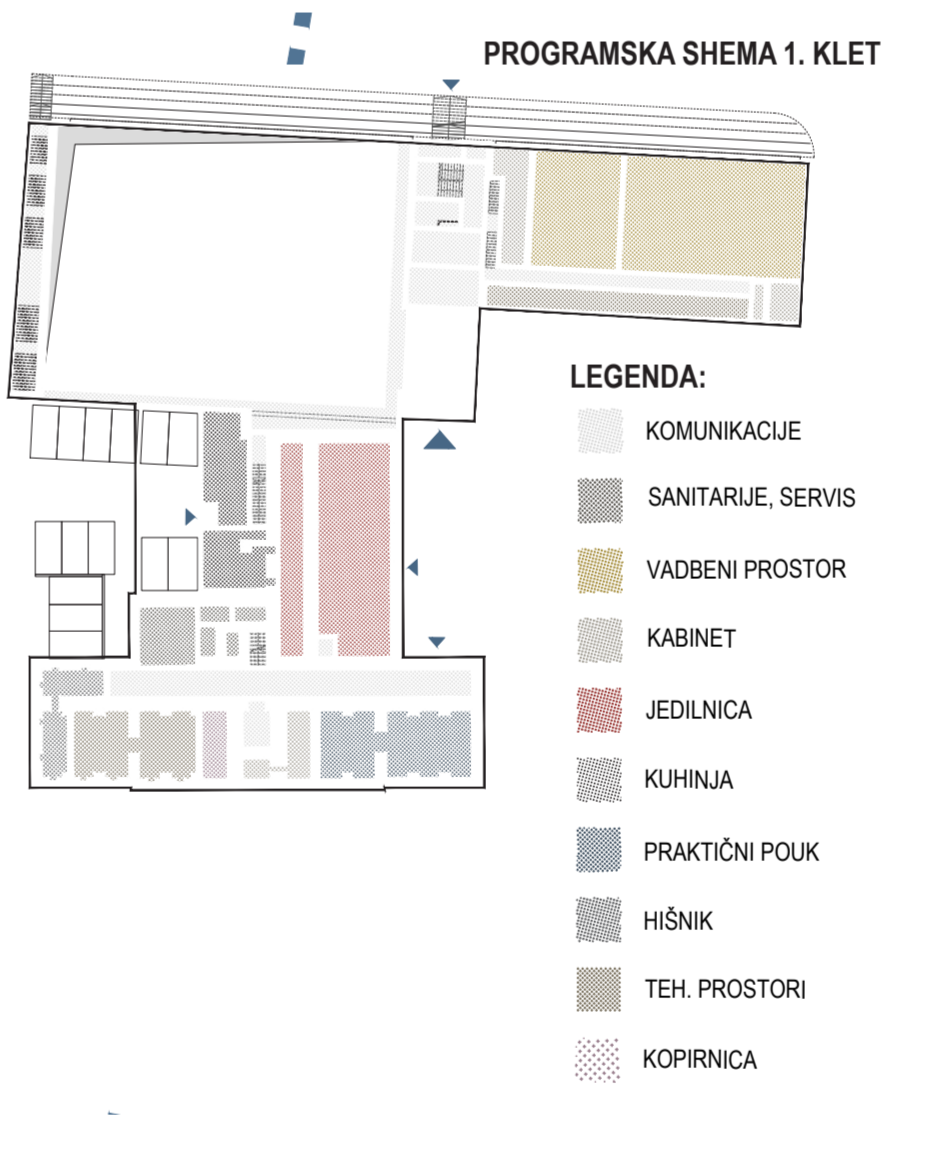 PROGRAMSKA SHEMA 1. KLET
LEGENDA:
KOMUNIKACIJE
SANITARIJE, SERVIS
VADBENI PROSTOR
KABINET
JEDILNICA
KUHINJA
PRAKTIČNI POUK
HIŠNIK
TEH. PROSTORI
KOPIRNICA